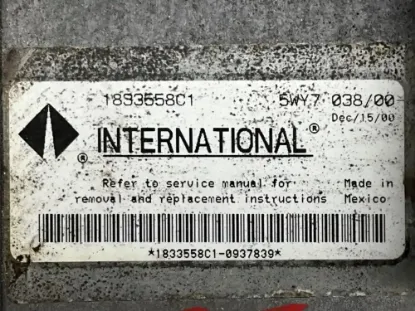 1833558C1 5WY7 038/00
Dec/15/00
® INTERNATIONAL®
Refer to service manual for Made in
removal and replacement instructions Mexico
*1833558C1-0937839*